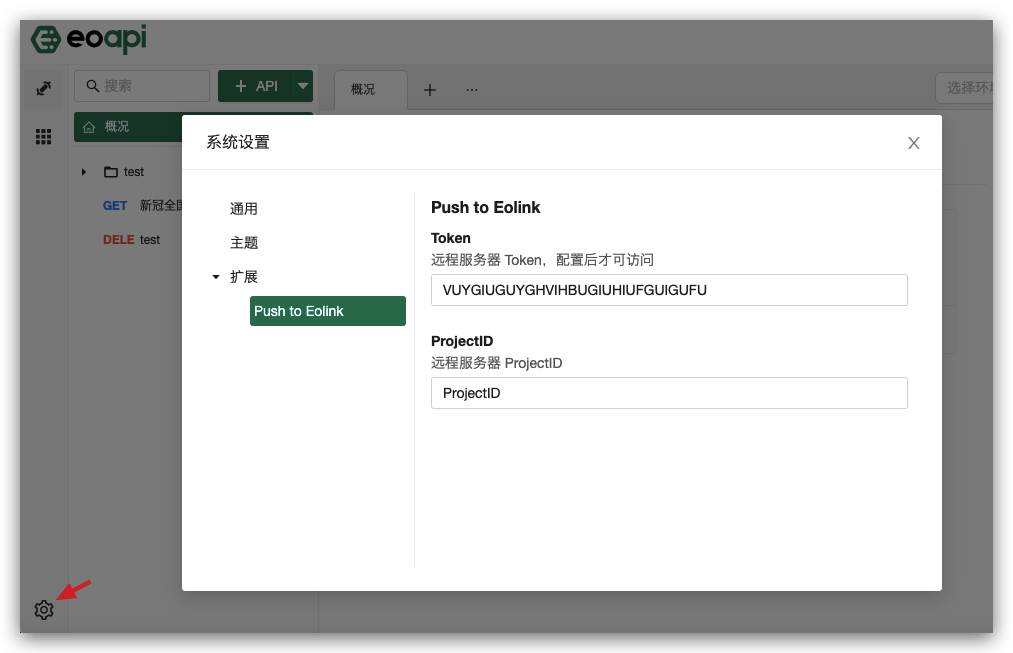 eoapi
搜索
API
概况
...
选择环
概况
test
GET 新冠全国
DELE test
系统设置
通用
主题
扩展
Push to Eolink
Push to Eolink
Token
远程服务器 Token，配置后才可访问
VUYGIUGUYGHVIHBUGIUHIUFGUIGUFU
ProjectID
远程服务器 ProjectID
ProjectID